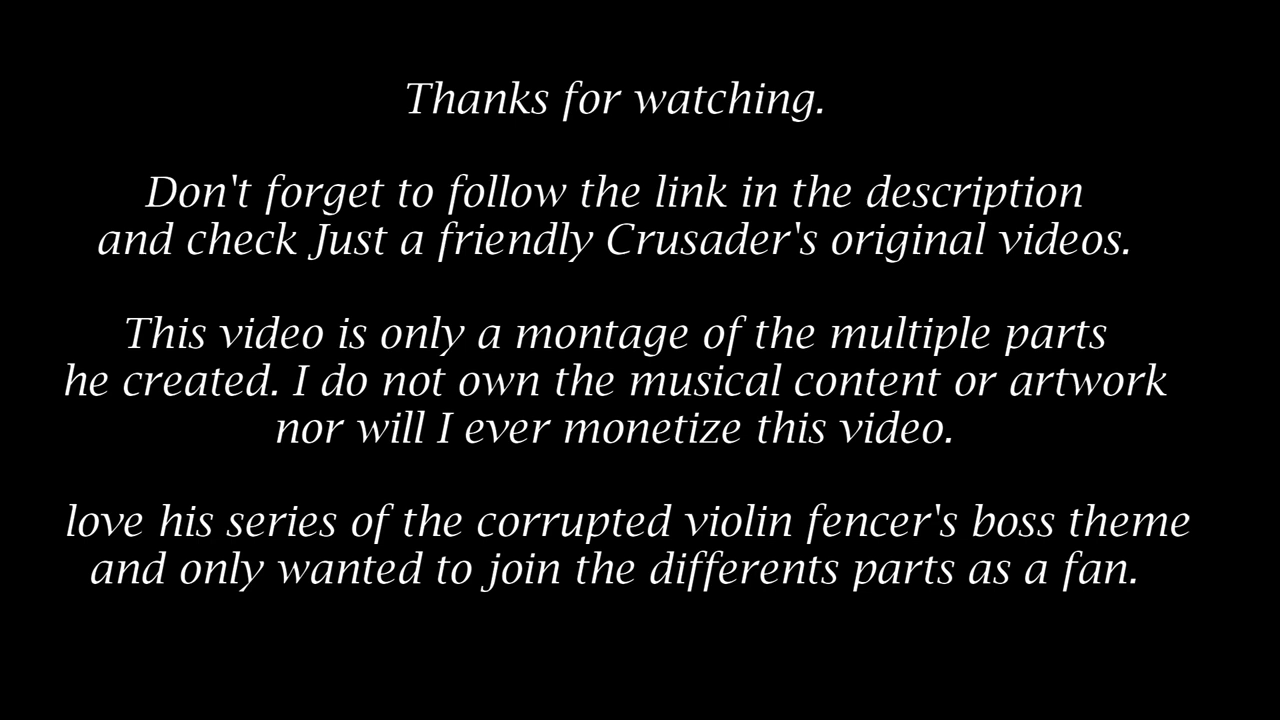 Thanks for watching.
Don't forget to follow the link in the description
and check Just a friendly Crusader's original videos.
This video is only a montage of the multiple parts
he created. I do not own the musical content or artwork
nor will I ever monetize this video.
love his series of the corrupted violin fencer's boss theme
and only wanted to join the differents parts as a fan.